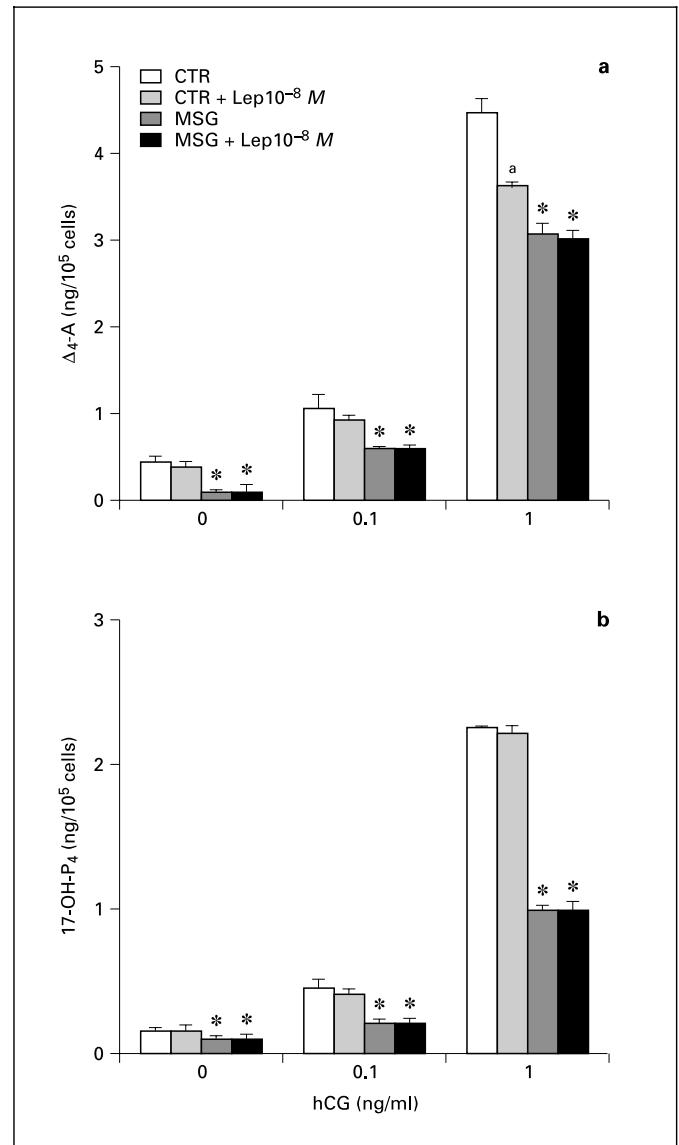 a
5
CTR
CTR + Lep10⁻⁸ M
MSG
MSG + Lep10⁻⁸ M
4
3
2
1
0
Δ₄-A (ng/10⁵ cells)
a
* *
* *
* *
0 0.1 1
b
3
2
1
0
17-OH-P₄ (ng/10⁵ cells)
* *
* *
* *
0 0.1 1
hCG (ng/ml)